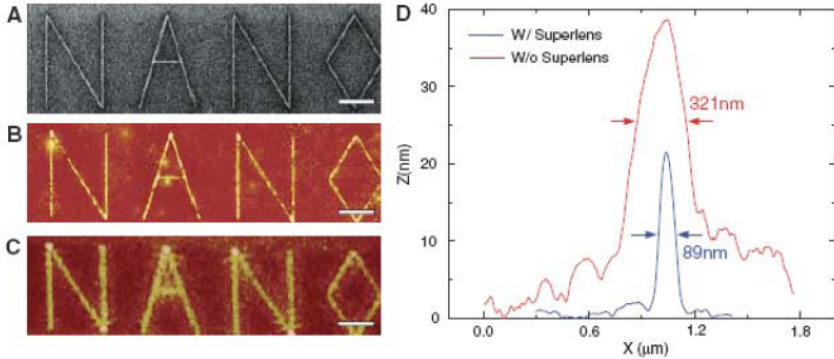 A
NANO
B
NANO
C
NANO
D
40
30
20
10
0
Z(nm)
W/ Superlens
W/o Superlens
321nm
89nm
0.0 0.6 1.2 1.8
X (μm)